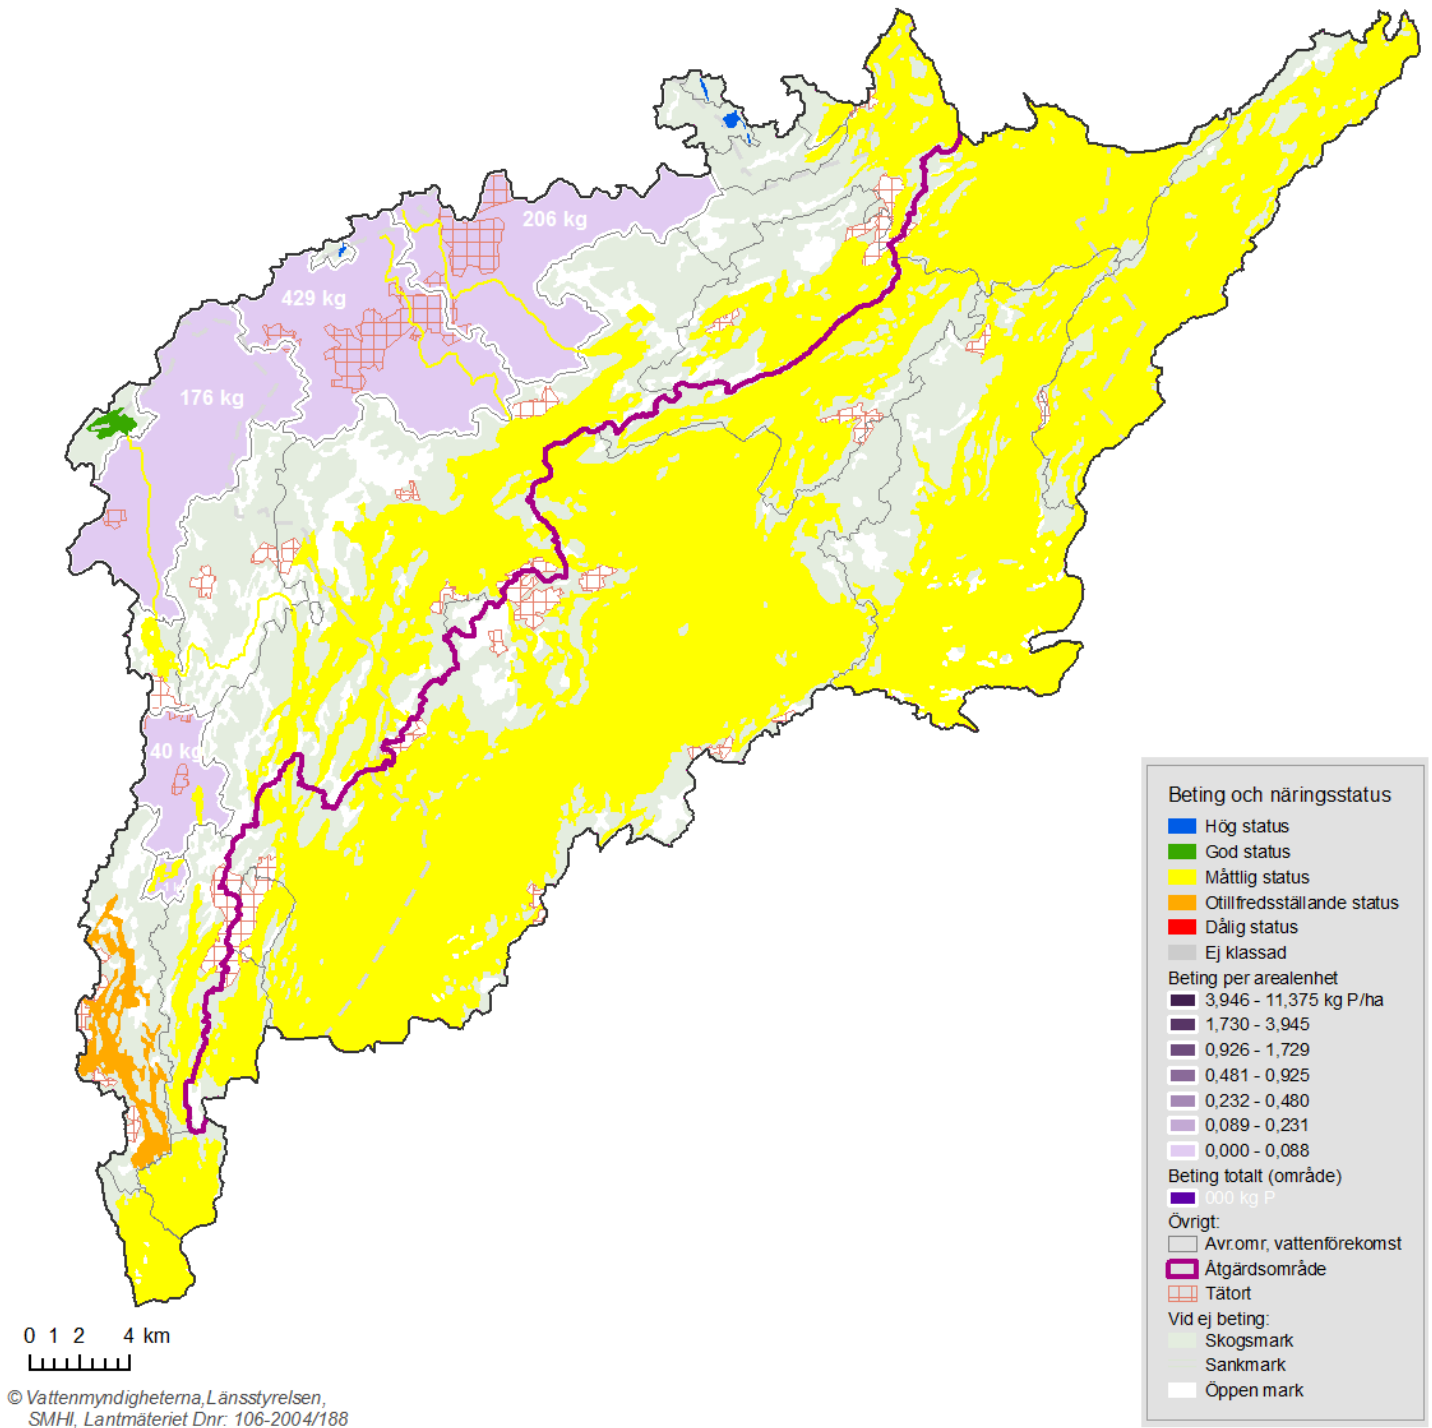 206 kg
429 kg
176 kg
40 kg
Beting och näringsstatus
Hög status
God status
Måttlig status
Otillfredsställande status
Dålig status
Ej klassad
Beting per arealenhet
3,946 - 11,375 kg P/ha
1,730 - 3,945
0,926 - 1,729
0,481 - 0,925
0,232 - 0,480
0,089 - 0,231
0,000 - 0,088
Beting totalt (område)
000 kg P
Övrigt:
Avr.omr, vattenförekomst
Åtgärdsområde
Tätort
Vid ej beting:
Skogsmark
Sankmark
Öppen mark
0 1 2 4 km
© Vattenmyndigheterna, Länsstyrelsen,
SMHI, Lantmäteriet Dnr: 106-2004/188